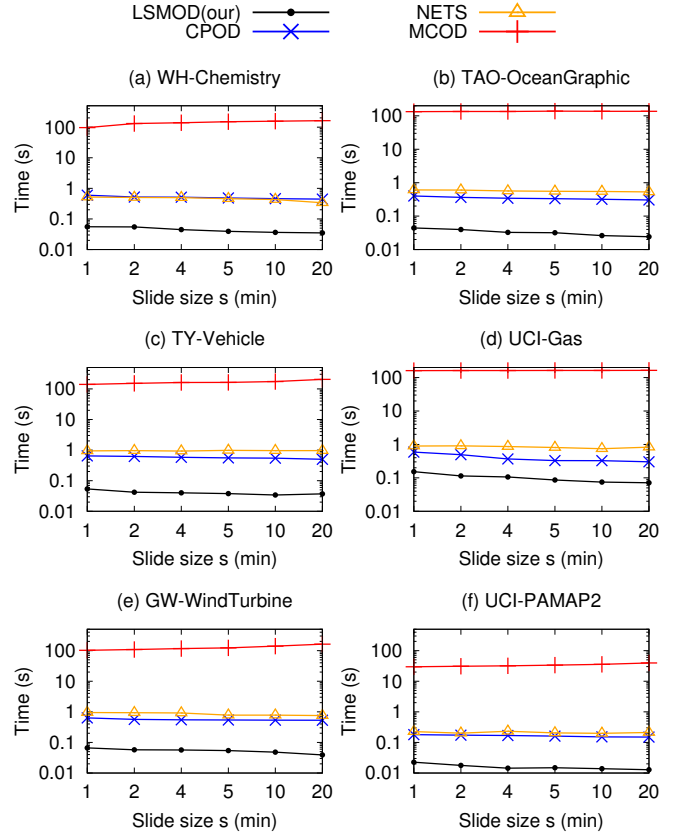 LSMOD(our)
CPOD
NETS
MCOD
(a) WH-Chemistry
Time (s)
100
10
1
0.1
0.01
1 2 4 5 10 20
Slide size s (min)
(b) TAO-OceanGraphic
Time (s)
100
10
1
0.1
0.01
1 2 4 5 10 20
Slide size s (min)
(c) TY-Vehicle
Time (s)
100
10
1
0.1
0.01
1 2 4 5 10 20
Slide size s (min)
(d) UCI-Gas
Time (s)
100
10
1
0.1
0.01
1 2 4 5 10 20
Slide size s (min)
(e) GW-WindTurbine
Time (s)
100
10
1
0.1
0.01
1 2 4 5 10 20
Slide size s (min)
(f) UCI-PAMAP2
Time (s)
100
10
1
0.1
0.01
1 2 4 5 10 20
Slide size s (min)